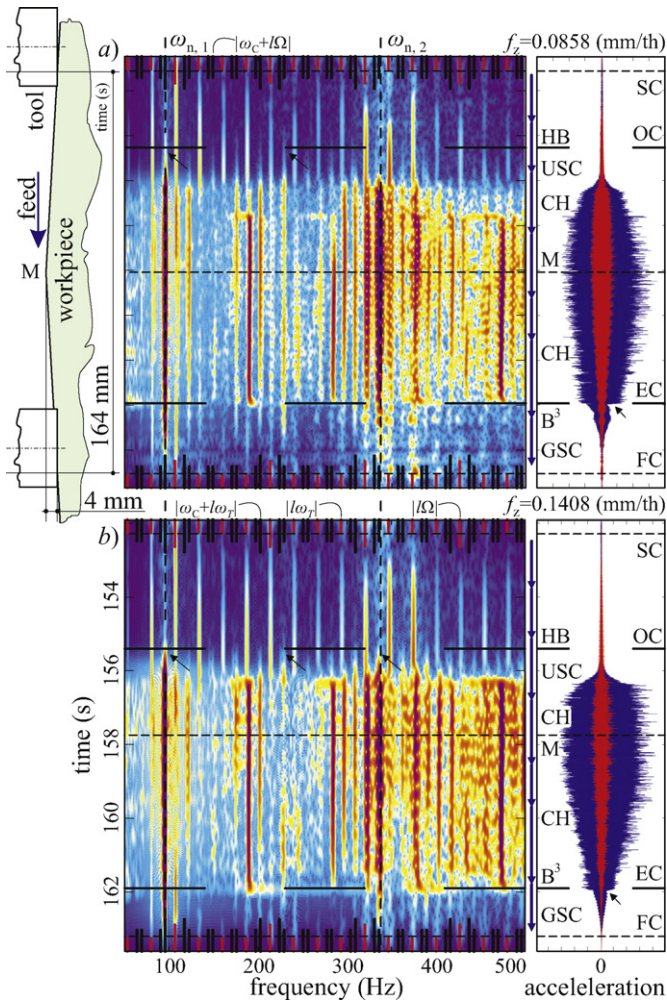 a) ω_n, 1 |ω_C+lΩ| ω_n, 2 f_z=0.0858 (mm/th)
tool
time (s)
feed
M
workpiece
164 mm
4 mm
SC
HB OC
USC
CH
M
CH
EC
B³
GSC FC
b) |ω_C+lω_T| |lω_T| |lΩ| f_z=0.1408 (mm/th)
SC
154
HB OC
156
USC
CH
158
M
time (s)
160
CH
B³ EC
162
GSC FC
100 200 300 400 500 0
frequency (Hz) acceleleration